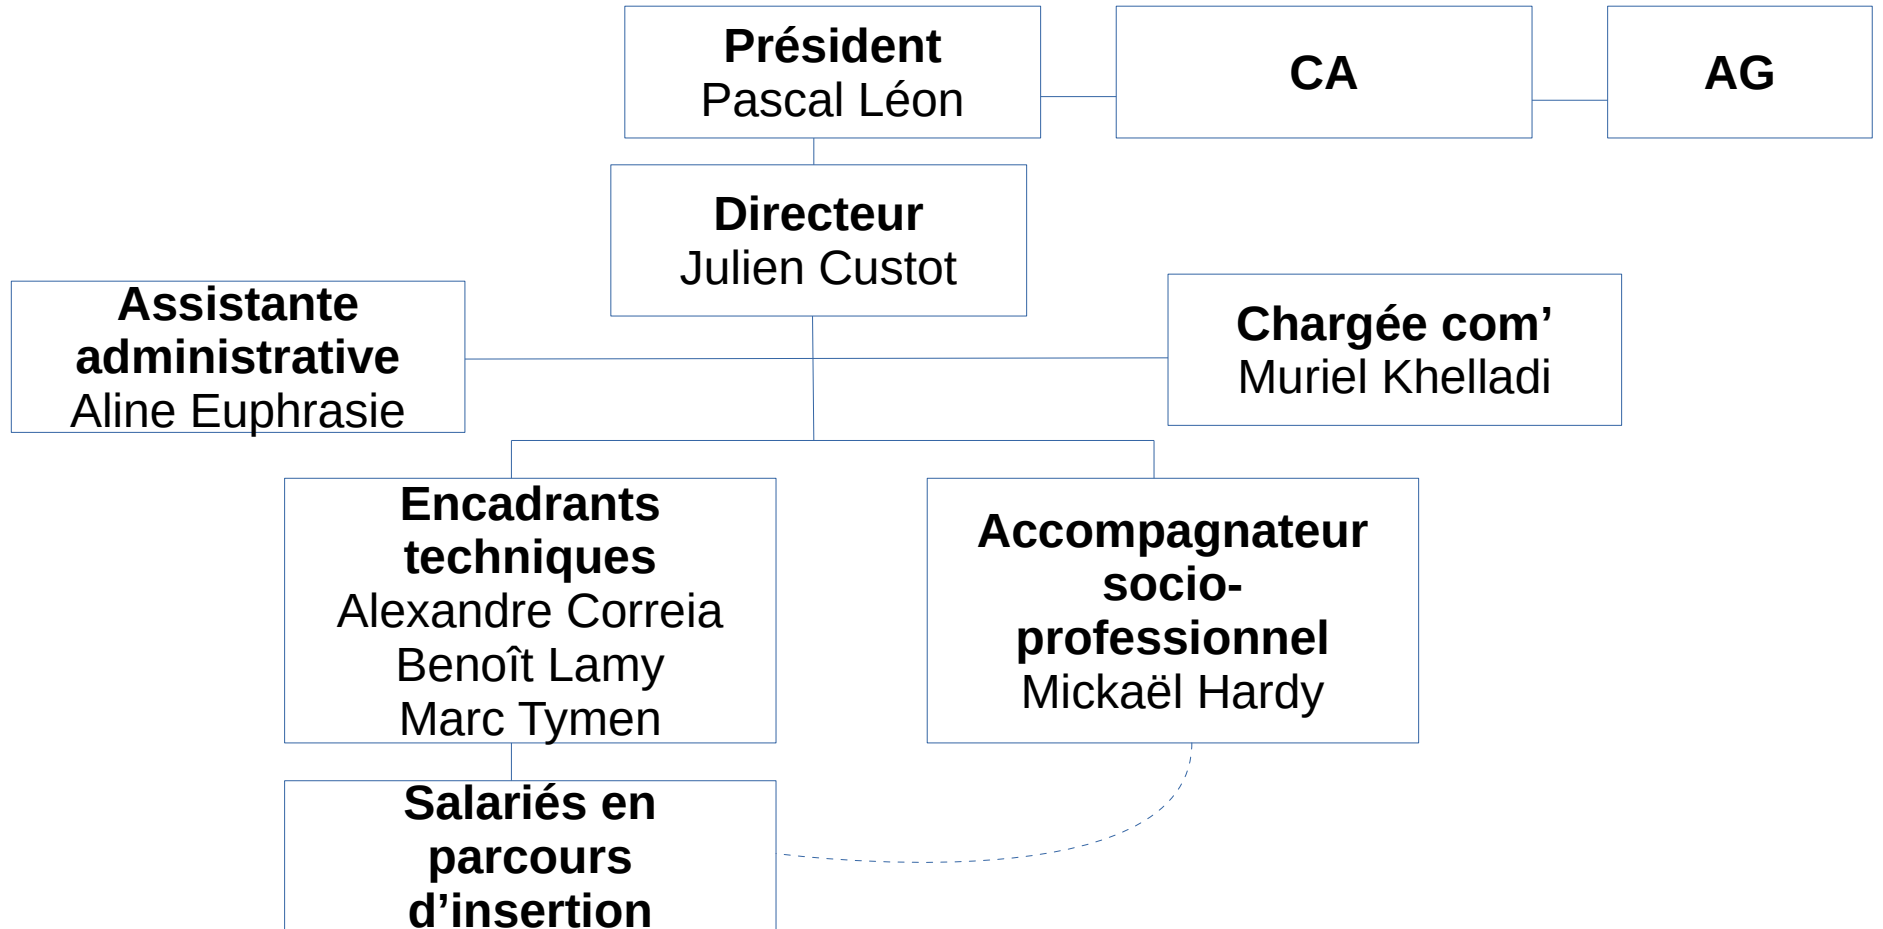 Président
Pascal Léon
CA
AG
Directeur
Julien Custot
Assistante
administrative
Aline Euphrasie
Chargée com’
Muriel Khelladi
Encadrants
techniques
Alexandre Correia
Benoît Lamy
Marc Tymen
Accompagnateur
socio-
professionnel
Mickaël Hardy
Salariés en
parcours
d’insertion